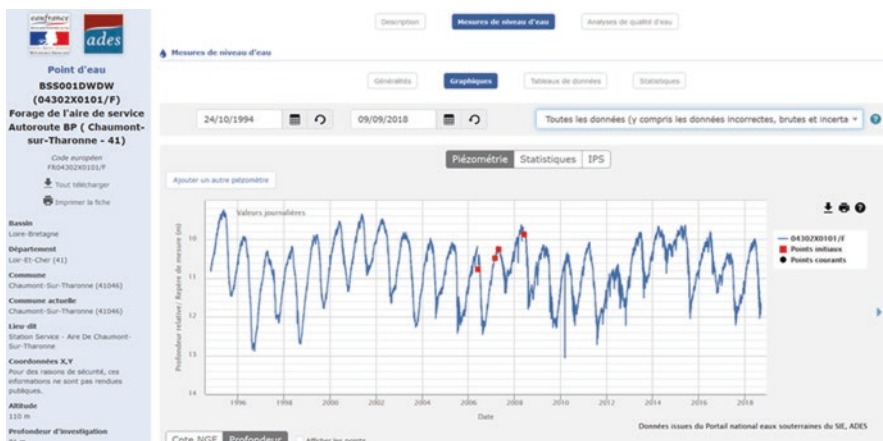 eaufrance
ades
Point d'eau
BSS001DWDW
(04302X0101/F)
Forage de l'aire de service
Autoroute BP ( Chaumont-
sur-Tharonne - 41)
Code européen
FR04302X0101/F
Tout télécharger
Imprimer la fiche
Bassin
Loire-Bretagne
Département
Loir-Et-Cher (41)
Commune
Chaumont-Sur-Tharonne (41046)
Commune actuelle
Chaumont-Sur-Tharonne (41046)
Lieu-dit
Station Service - Aire De Chaumont-
Sur-Tharonne
Coordonnées X,Y
Pour des raisons de sécurité, ces
informations ne sont pas rendues
publiques.
Altitude
110 m
Profondeur d'investigation
Description
Mesures de niveau d'eau
Analyses de qualité d'eau
Mesures de niveau d'eau
Généralités
Graphiques
Tableaux de données
Statistiques
24/10/1994
09/09/2018
Toutes les données (y compris les données incorrectes, brutes et incerta
Piézométrie
Statistiques
IPS
Ajouter un autre piézomètre
Valeurs journalières
Profondeur relative/ Repère de mesure (m)
10
11
12
13
14
1996
1998
2000
2002
2004
2006
2008
2010
2012
2014
2016
2018
Date
04302X0101/F
Points initiaux
Points courants
Données issues du Portail national eaux souterraines du SIE, ADES
Cote NGF
Profondeur
Afficher les points